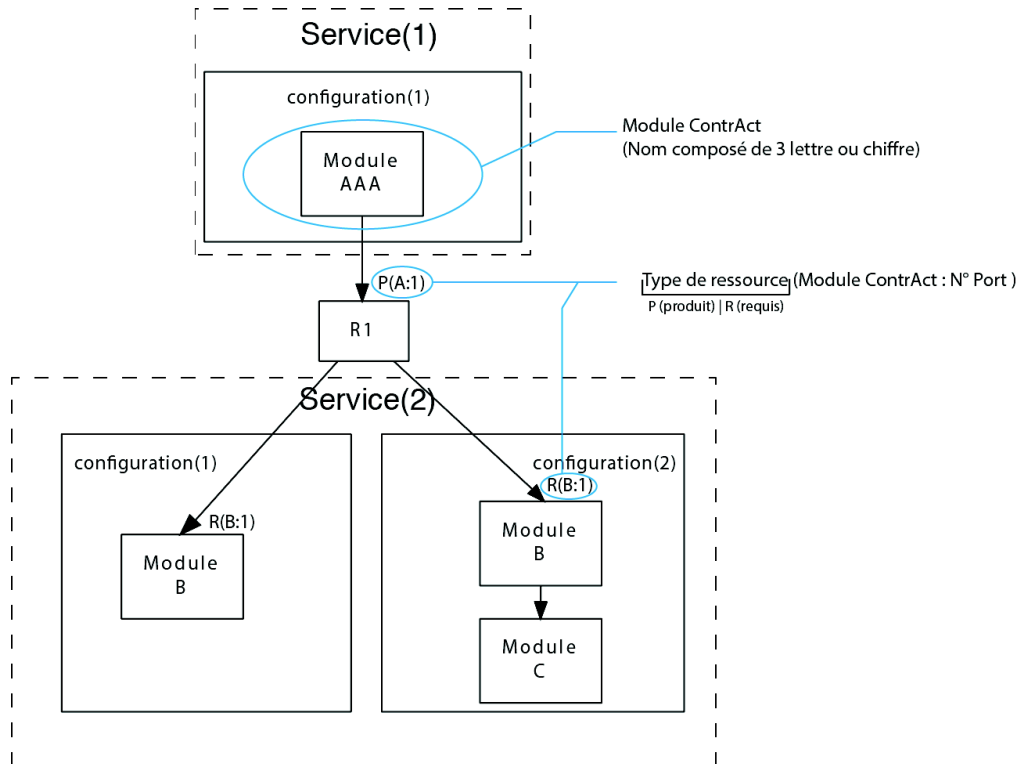 Service(1)
configuration(1)
Module
AAA
Module ContrAct
(Nom composé de 3 lettre ou chiffre)
P(A:1)
Type de ressource (Module ContrAct : N° Port )
P (produit) | R (requis)
R1
Service(2)
configuration(1)
configuration(2)
R(B:1)
R(B:1)
Module
B
Module
B
Module
C